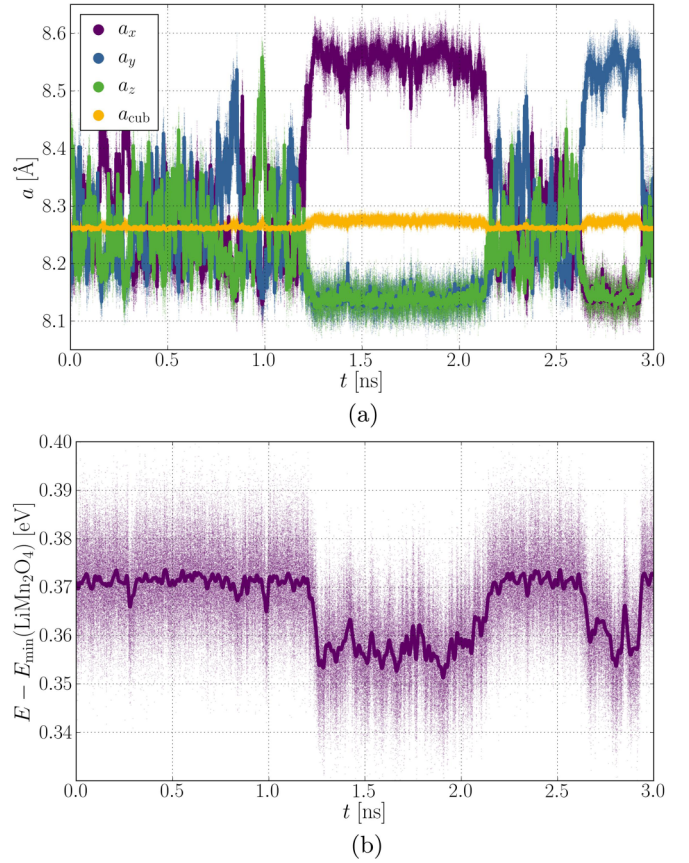 8.6
8.5
8.4
8.3
8.2
8.1
a [Å]
a_x
a_y
a_z
a_cub
0.0 0.5 1.0 1.5 2.0 2.5 3.0
t [ns]
(a)
0.40
0.39
0.38
0.37
0.36
0.35
0.34
E − E_min(LiMn₂O₄) [eV]
0.0 0.5 1.0 1.5 2.0 2.5 3.0
t [ns]
(b)